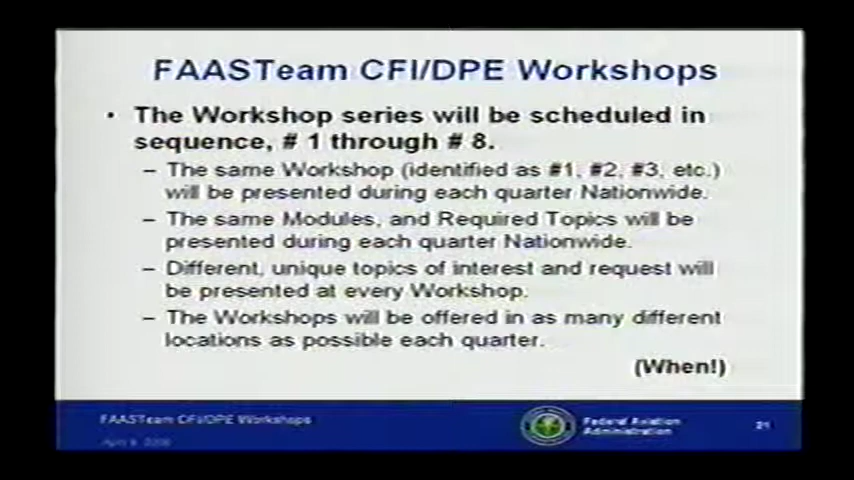 FAASTeam CFI/DPE Workshops
• The Workshop series will be scheduled in
sequence, # 1 through # 8.
– The same Workshop (identified as #1, #2, #3, etc.)
will be presented during each quarter Nationwide.
– The same Modules, and Required Topics will be
presented during each quarter Nationwide.
– Different, unique topics of interest and request will
be presented at every Workshop.
– The Workshops will be offered in as many different
locations as possible each quarter.
(When!)
FAASTeam CFI/DPE Workshops
Federal Aviation
Administration
21